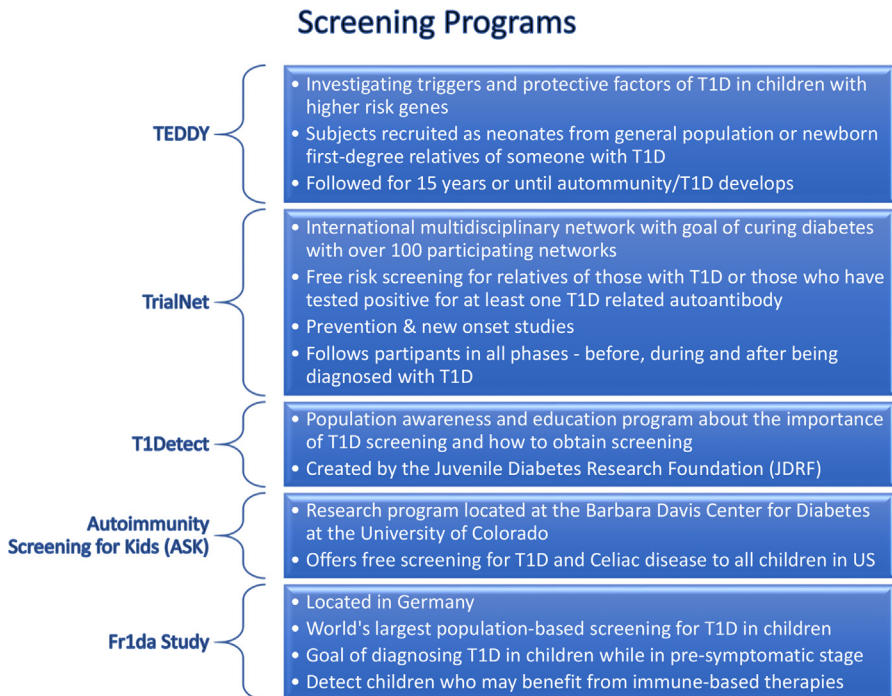 Screening Programs
TEDDY
• Investigating triggers and protective factors of T1D in children with
higher risk genes
• Subjects recruited as neonates from general population or newborn
first-degree relatives of someone with T1D
• Followed for 15 years or until autommunity/T1D develops
TrialNet
• International multidisciplinary network with goal of curing diabetes
with over 100 participating networks
• Free risk screening for relatives of those with T1D or those who have
tested positive for at least one T1D related autoantibody
• Prevention & new onset studies
• Follows partipants in all phases - before, during and after being
diagnosed with T1D
T1Detect
• Population awareness and education program about the importance
of T1D screening and how to obtain screening
• Created by the Juvenile Diabetes Research Foundation (JDRF)
Autoimmunity
Screening for Kids (ASK)
• Research program located at the Barbara Davis Center for Diabetes
at the University of Colorado
• Offers free screening for T1D and Celiac disease to all children in US
Fr1da Study
• Located in Germany
• World's largest population-based screening for T1D in children
• Goal of diagnosing T1D in children while in pre-symptomatic stage
• Detect children who may benefit from immune-based therapies